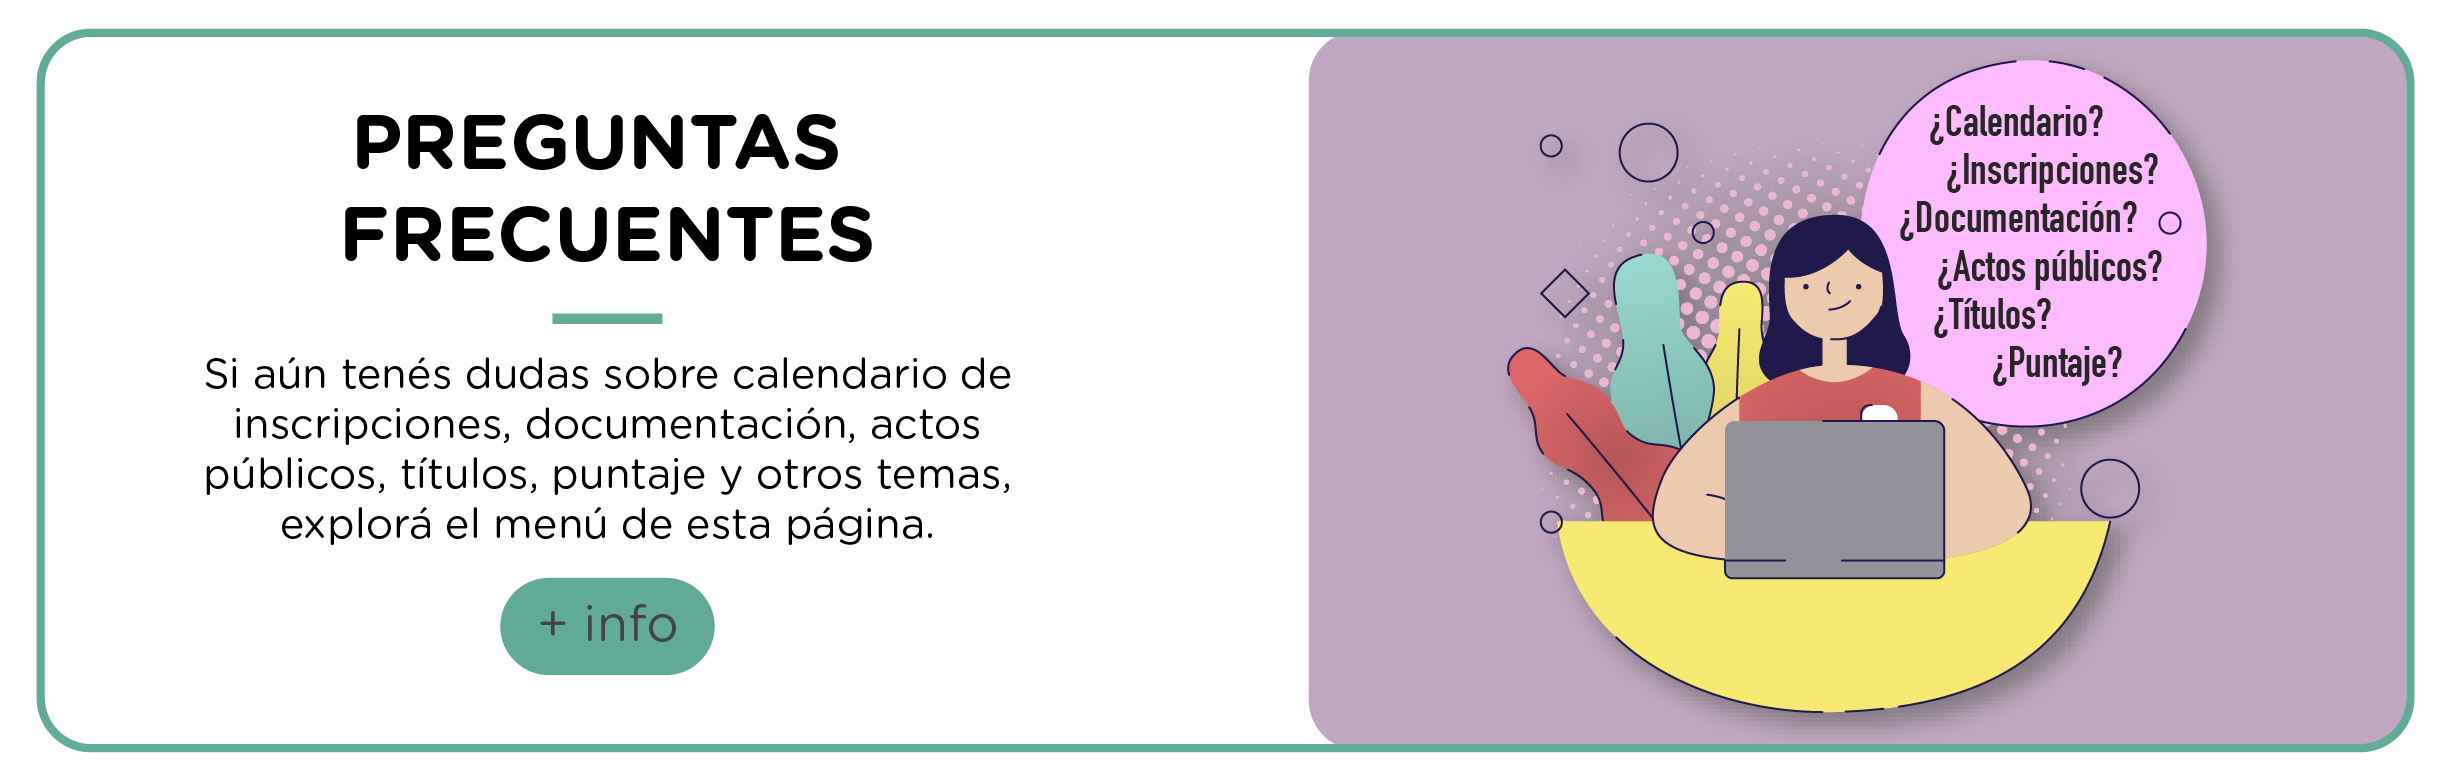 PREGUNTAS
FRECUENTES
Si aún tenés dudas sobre calendario de
inscripciones, documentación, actos
públicos, títulos, puntaje y otros temas,
explorá el menú de esta página.
+ info
¿Calendario?
¿Inscripciones?
¿Documentación?
¿Actos públicos?
¿Títulos?
¿Puntaje?